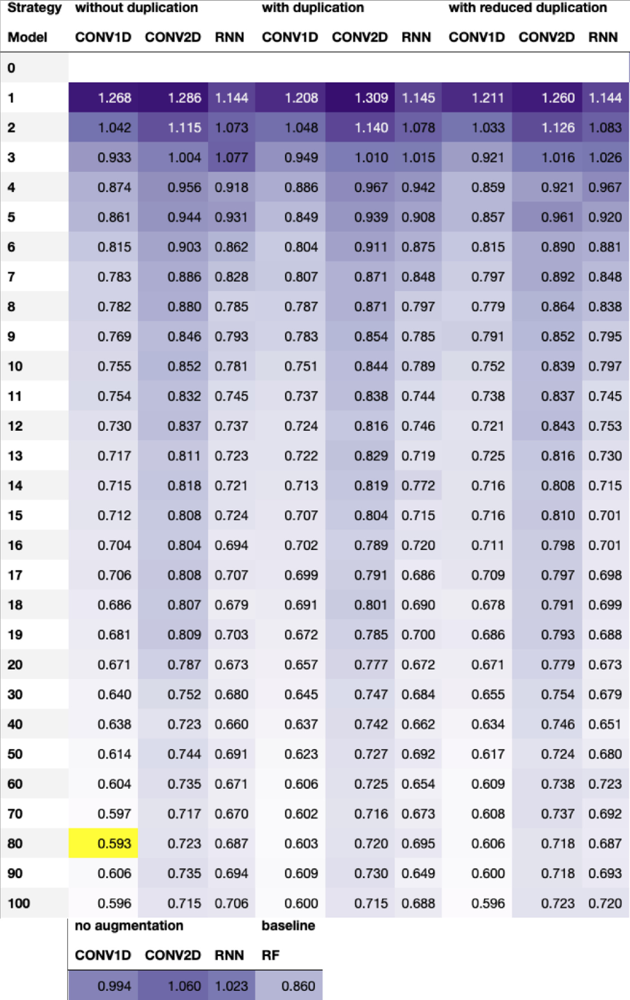 Strategy without duplication with duplication with reduced duplication
Model CONV1D CONV2D RNN CONV1D CONV2D RNN CONV1D CONV2D RNN
0
1 1.268 1.286 1.144 1.208 1.309 1.145 1.211 1.260 1.144
2 1.042 1.115 1.073 1.048 1.140 1.078 1.033 1.126 1.083
3 0.933 1.004 1.077 0.949 1.010 1.015 0.921 1.016 1.026
4 0.874 0.956 0.918 0.886 0.967 0.942 0.859 0.921 0.967
5 0.861 0.944 0.931 0.849 0.939 0.908 0.857 0.961 0.920
6 0.815 0.903 0.862 0.804 0.911 0.875 0.815 0.890 0.881
7 0.783 0.886 0.828 0.807 0.871 0.848 0.797 0.892 0.848
8 0.782 0.880 0.785 0.787 0.871 0.797 0.779 0.864 0.838
9 0.769 0.846 0.793 0.783 0.854 0.785 0.791 0.852 0.795
10 0.755 0.852 0.781 0.751 0.844 0.789 0.752 0.839 0.797
11 0.754 0.832 0.745 0.737 0.838 0.744 0.738 0.837 0.745
12 0.730 0.837 0.737 0.724 0.816 0.746 0.721 0.843 0.753
13 0.717 0.811 0.723 0.722 0.829 0.719 0.725 0.816 0.730
14 0.715 0.818 0.721 0.713 0.819 0.772 0.716 0.808 0.715
15 0.712 0.808 0.724 0.707 0.804 0.715 0.716 0.810 0.701
16 0.704 0.804 0.694 0.702 0.789 0.720 0.711 0.798 0.701
17 0.706 0.808 0.707 0.699 0.791 0.686 0.709 0.797 0.698
18 0.686 0.807 0.679 0.691 0.801 0.690 0.678 0.791 0.699
19 0.681 0.809 0.703 0.672 0.785 0.700 0.686 0.793 0.688
20 0.671 0.787 0.673 0.657 0.777 0.672 0.671 0.779 0.673
30 0.640 0.752 0.680 0.645 0.747 0.684 0.655 0.754 0.679
40 0.638 0.723 0.660 0.637 0.742 0.662 0.634 0.746 0.651
50 0.614 0.744 0.691 0.623 0.727 0.692 0.617 0.724 0.680
60 0.604 0.735 0.671 0.606 0.725 0.654 0.609 0.738 0.723
70 0.597 0.717 0.670 0.602 0.716 0.673 0.608 0.737 0.692
80 0.593 0.723 0.687 0.603 0.720 0.695 0.606 0.718 0.687
90 0.606 0.735 0.694 0.609 0.730 0.649 0.600 0.718 0.693
100 0.596 0.715 0.706 0.600 0.715 0.688 0.596 0.723 0.720
no augmentation baseline
CONV1D CONV2D RNN RF
0.994 1.060 1.023 0.860